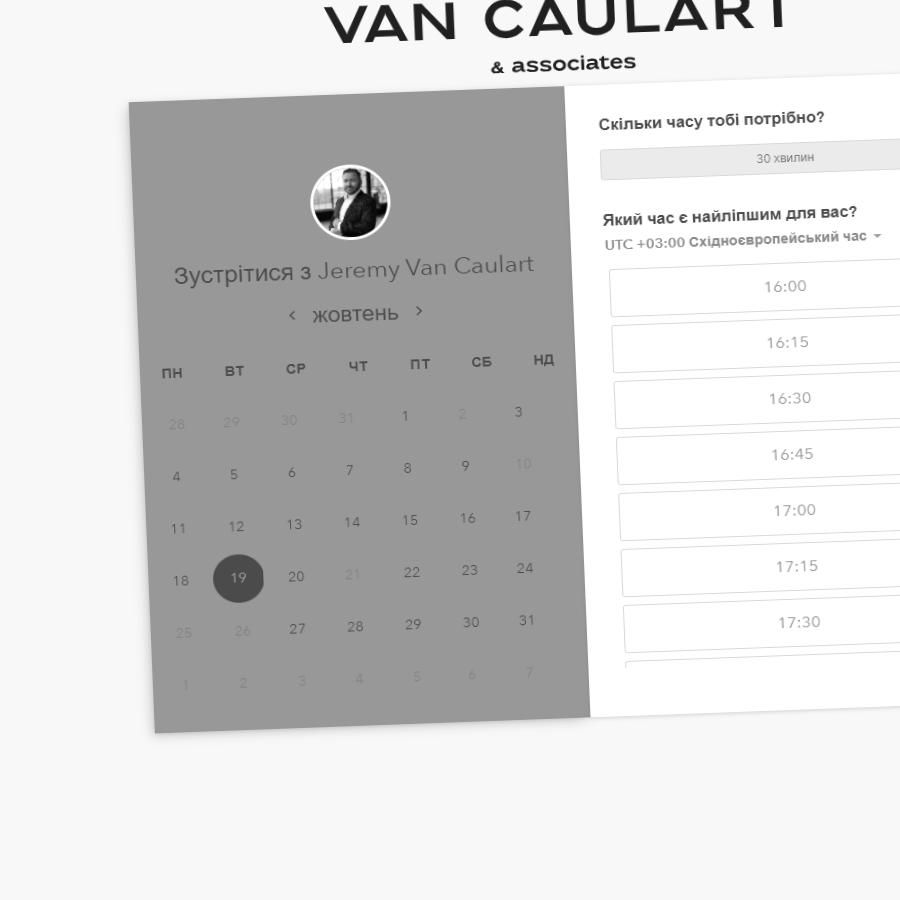 VAN CAULART
& associates
Зустрітися з Jeremy Van Caulart
‹ жовтень ›
ПН ВТ СР ЧТ ПТ СБ НД
28 29 30 31 1 2 3
4 5 6 7 8 9 10
11 12 13 14 15 16 17
18 19 20 21 22 23 24
25 26 27 28 29 30 31
1 2 3 4 5 6 7
Скільки часу тобі потрібно?
30 хвилин
Який час є найліпшим для вас?
UTC +03:00 Східноєвропейський час
16:00
16:15
16:30
16:45
17:00
17:15
17:30